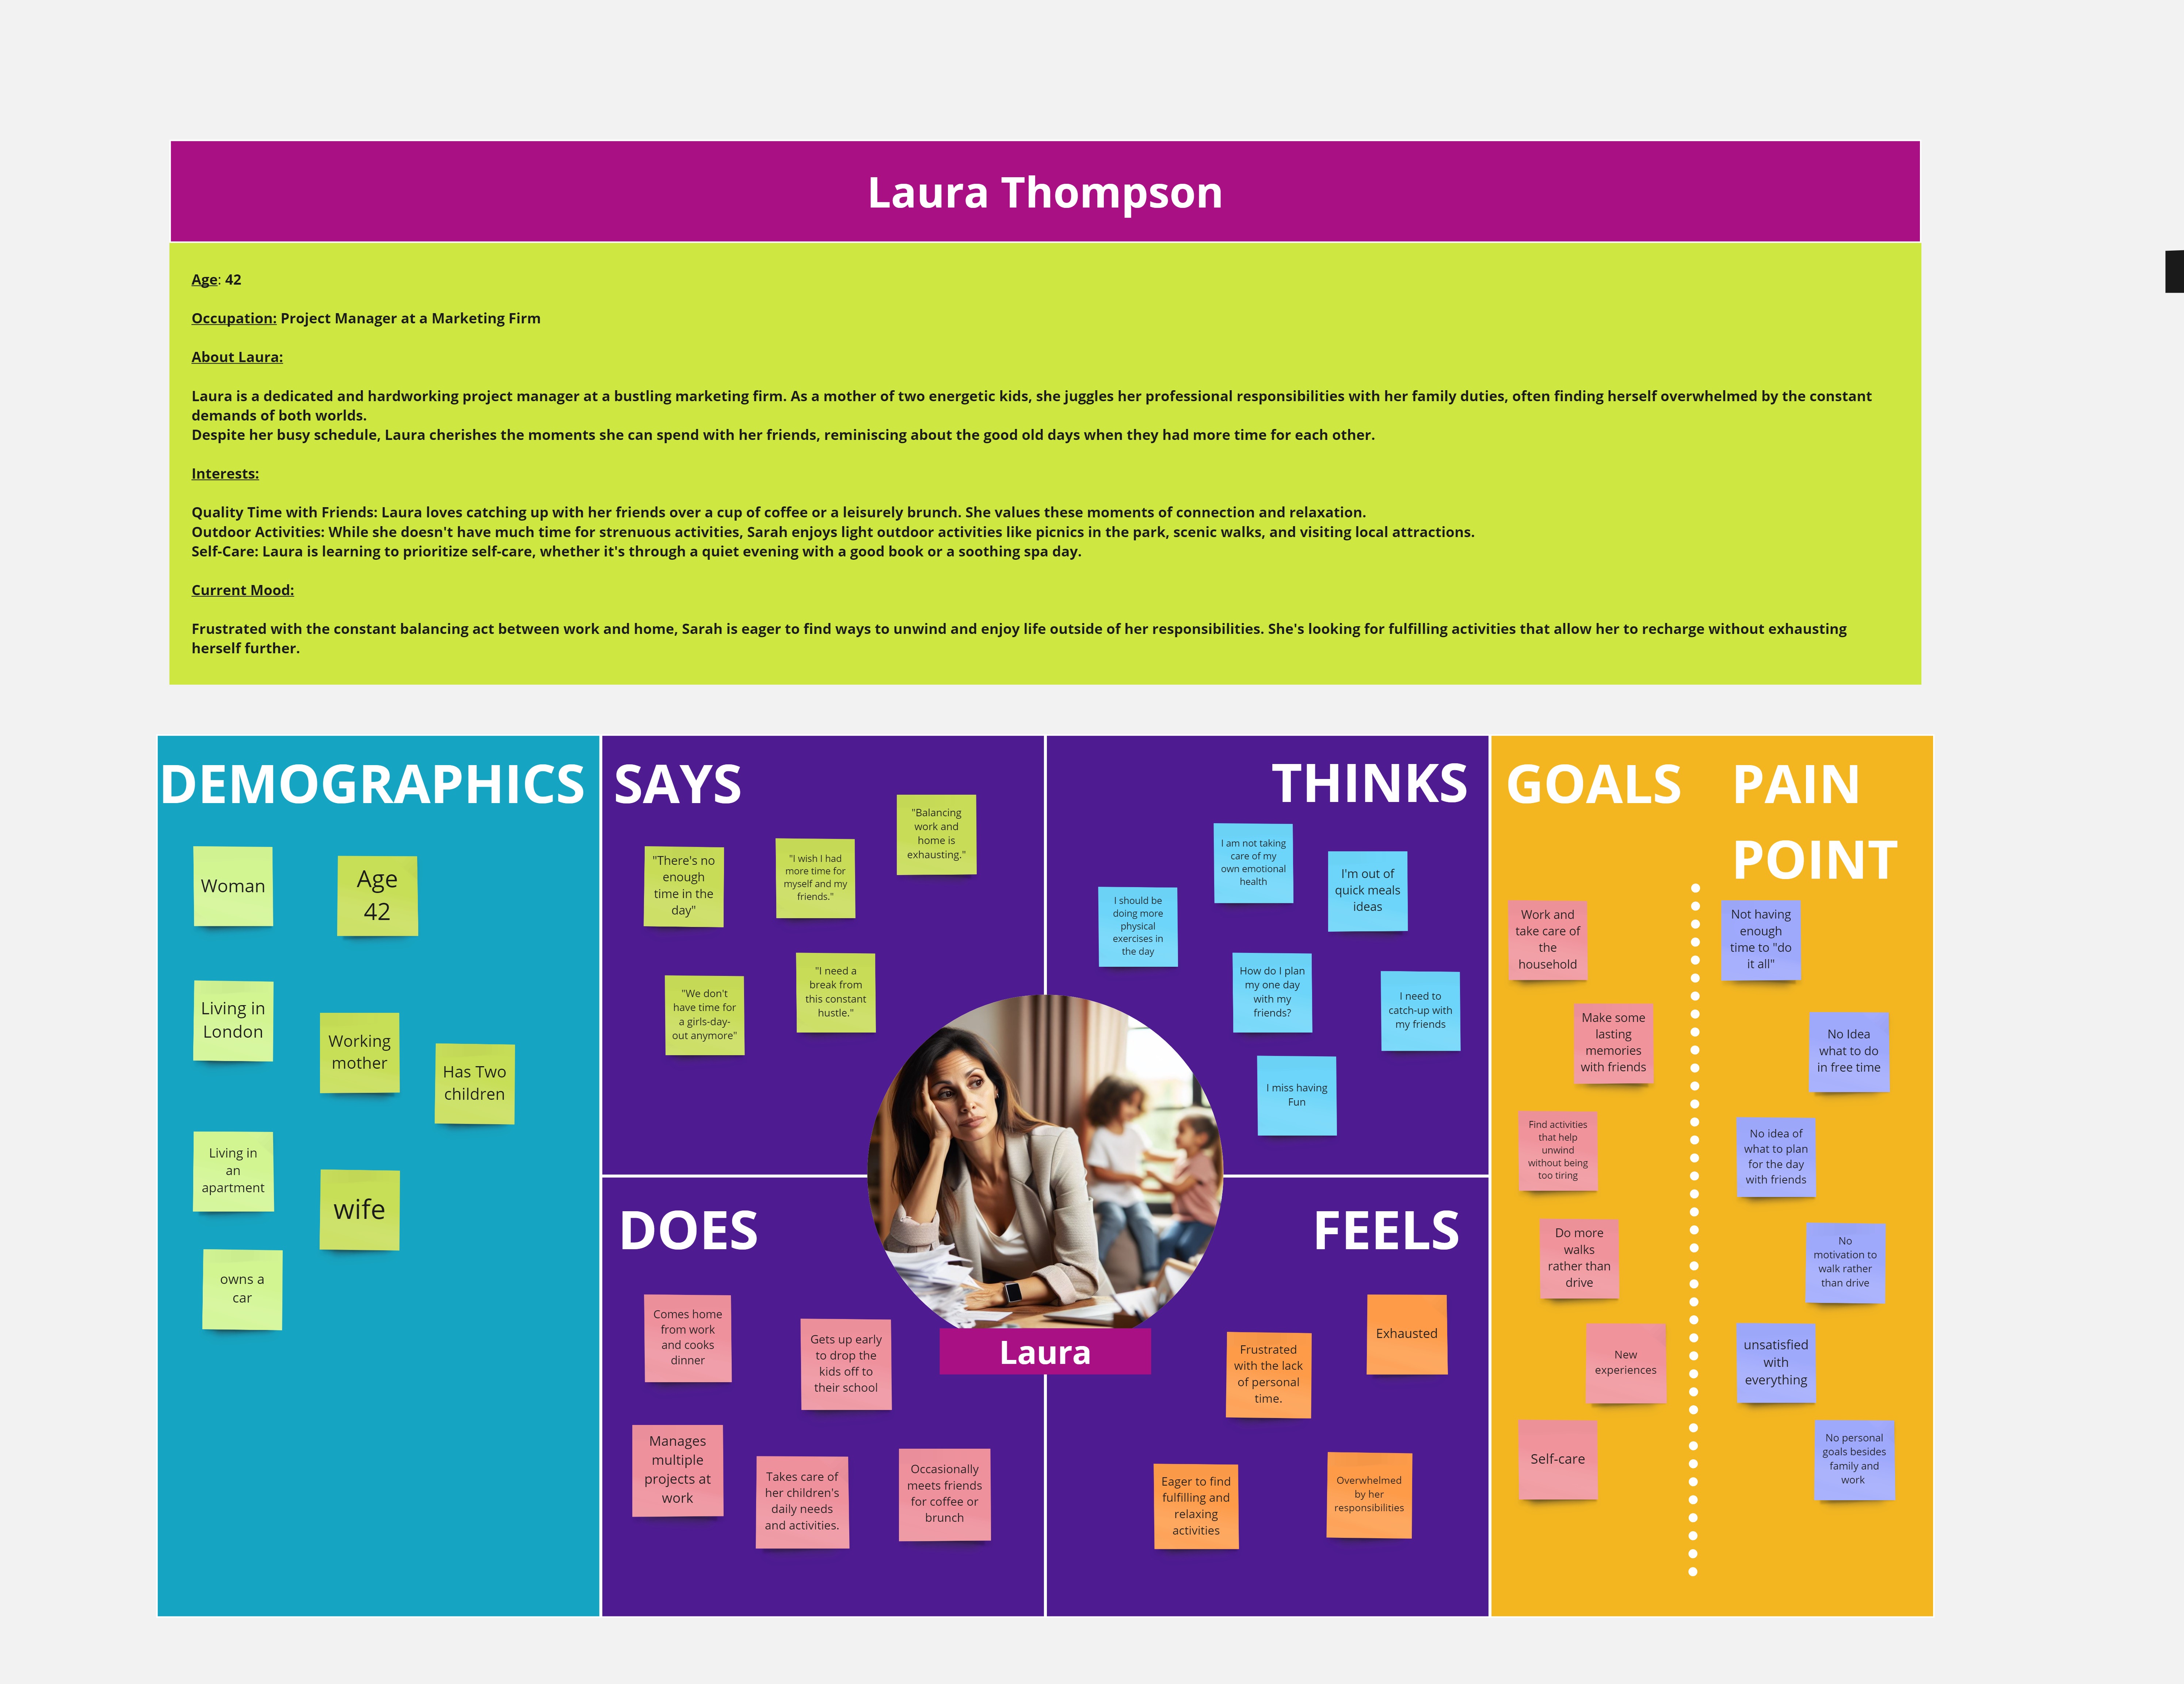 Laura Thompson
Age: 42
Occupation: Project Manager at a Marketing Firm
About Laura:
Laura is a dedicated and hardworking project manager at a bustling marketing firm. As a mother of two energetic kids, she juggles her professional responsibilities with her family duties, often finding herself overwhelmed by the constant
demands of both worlds.
Despite her busy schedule, Laura cherishes the moments she can spend with her friends, reminiscing about the good old days when they had more time for each other.
Interests:
Quality Time with Friends: Laura loves catching up with her friends over a cup of coffee or a leisurely brunch. She values these moments of connection and relaxation.
Outdoor Activities: While she doesn't have much time for strenuous activities, Sarah enjoys light outdoor activities like picnics in the park, scenic walks, and visiting local attractions.
Self-Care: Laura is learning to prioritize self-care, whether it's through a quiet evening with a good book or a soothing spa day.
Current Mood:
Frustrated with the constant balancing act between work and home, Sarah is eager to find ways to unwind and enjoy life outside of her responsibilities. She's looking for fulfilling activities that allow her to recharge without exhausting
herself further.
DEMOGRAPHICS
Woman
Age
42
Living in
London
Working
mother
Has Two
children
Living in
an
apartment
wife
owns a
car
SAYS
"There's no
enough
time in the
day"
"I wish I had
more time for
myself and my
friends."
"Balancing
work and
home is
exhausting."
"We don't
have time for
a girls-day-
out anymore"
"I need a
break from
this constant
hustle."
THINKS
I am not taking
care of my
own emotional
health
I'm out of
quick meals
ideas
I should be
doing more
physical
exercises in
the day
How do I plan
my one day
with my
friends?
I need to
catch-up with
my friends
I miss having
Fun
DOES
Comes home
from work
and cooks
dinner
Gets up early
to drop the
kids off to
their school
Manages
multiple
projects at
work
Takes care of
her children's
daily needs
and activities.
Occasionally
meets friends
for coffee or
brunch
Laura
FEELS
Frustrated
with the lack
of personal
time.
Exhausted
Eager to find
fulfilling and
relaxing
activities
Overwhelmed
by her
responsibilities
GOALS
Work and
take care of
the
household
Make some
lasting
memories
with friends
Find activities
that help
unwind
without being
too tiring
Do more
walks
rather than
drive
New
experiences
Self-care
PAIN
POINT
Not having
enough
time to "do
it all"
No Idea
what to do
in free time
No idea of
what to plan
for the day
with friends
No
motivation to
walk rather
than drive
unsatisfied
with
everything
No personal
goals besides
family and
work